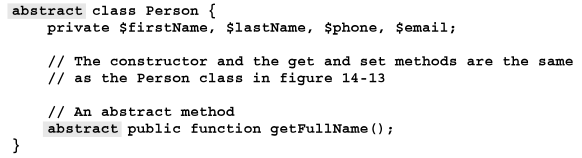 abstract class Person {
    private $firstName, $lastName, $phone, $email;
    // The constructor and the get and set methods are the same
    // as the Person class in figure 14-13
    // An abstract method
    abstract public function getFullName();
}